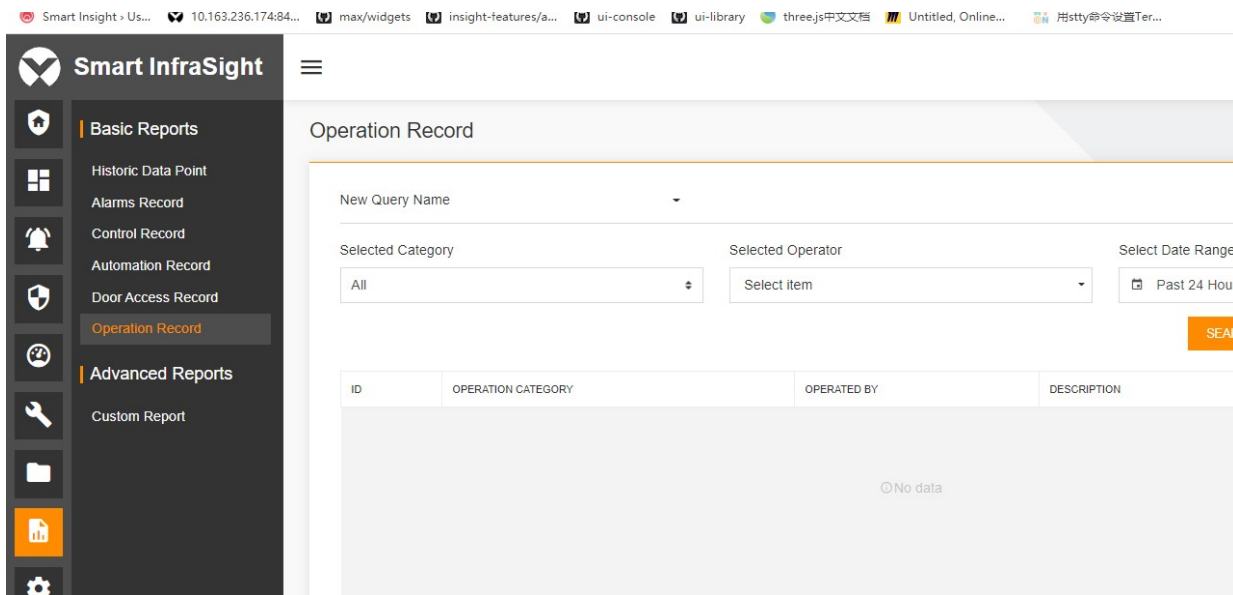 Smart Insight › Us... 10.163.236.174:84... max/widgets insight-features/a... ui-console ui-library three.js中文文档 Untitled, Online... 用stty命令设置Ter...
Smart InfraSight
Basic Reports
Historic Data Point
Alarms Record
Control Record
Automation Record
Door Access Record
Operation Record
Advanced Reports
Custom Report
Operation Record
New Query Name
Selected Category Selected Operator Select Date Range
All Select item Past 24 Hou
SEA
ID OPERATION CATEGORY OPERATED BY DESCRIPTION
No data